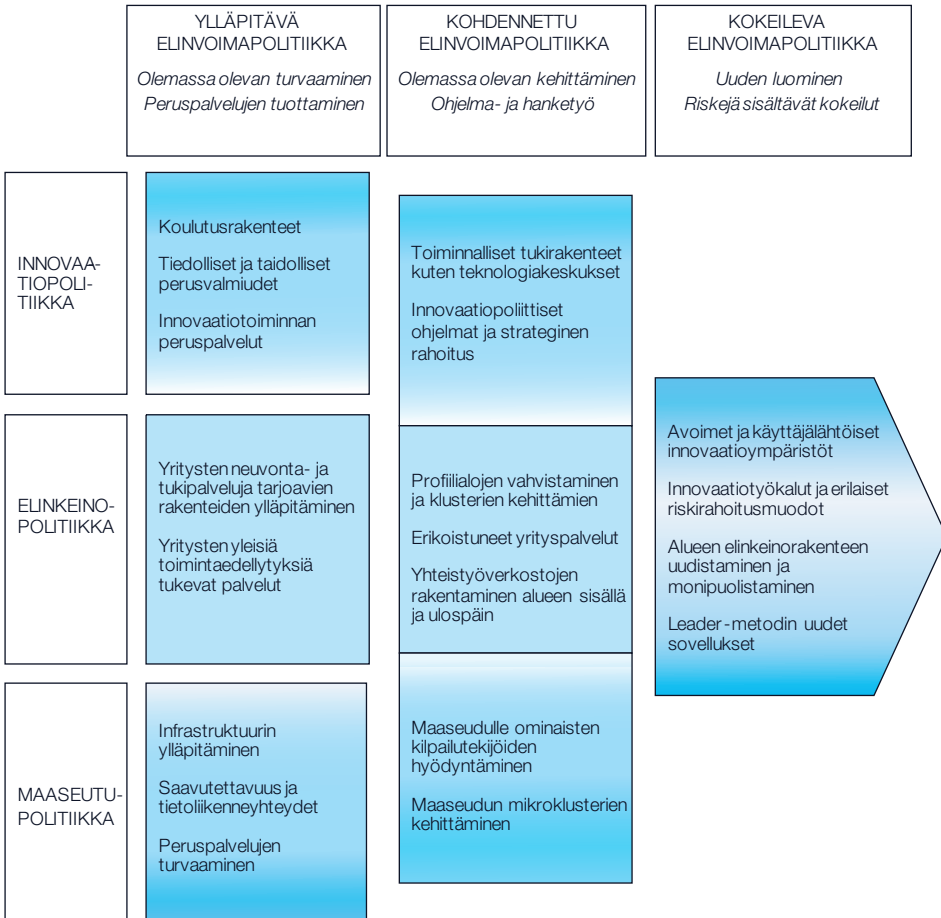 YLLÄPITÄVÄ
ELINVOIMAPOLITIIKKA
Olemassa olevan turvaaminen
Peruspalvelujen tuottaminen
KOHDENNETTU
ELINVOIMAPOLITIIKKA
Olemassa olevan kehittäminen
Ohjelma- ja hanketyö
KOKEILEVA
ELINVOIMAPOLITIIKKA
Uuden luominen
Riskejä sisältävät kokeilut
INNOVAA-
TIOPOLI-
TIIKKA
Koulutusrakenteet
Tiedolliset ja taidolliset
perusvalmiudet
Innovaatiotoiminnan
peruspalvelut
Toiminnalliset tukirakenteet
kuten teknologiakeskukset
Innovaatiopoliittiset
ohjelmat ja strateginen
rahoitus
ELINKEINO-
POLITIIKKA
Yritysten neuvonta- ja
tukipalveluja tarjoavien
rakenteiden ylläpitäminen
Yritysten yleisiä
toimintaedellytyksiä
tukevat palvelut
Profiilialojen vahvistaminen
ja klusterien kehittämien
Erikoistuneet yrityspalvelut
Yhteistyöverkostojen
rakentaminen alueen sisällä
ja ulospäin
Avoimet ja käyttäjälähtöiset
innovaatioympäristöt
Innovaatiotyökalut ja erilaiset
riskirahoitusmuodot
Alueen elinkeinorakenteen
uudistaminen ja
monipuolistaminen
Leader-metodin uudet
sovellukset
MAASEUTU-
POLITIIKKA
Infrastruktuurin
ylläpitäminen
Saavutettavuus ja
tietoliikenneyhteydet
Peruspalvelujen
turvaaminen
Maaseudulle ominaisten
kilpailutekijöiden
hyödyntäminen
Maaseudun mikroklusterien
kehittäminen